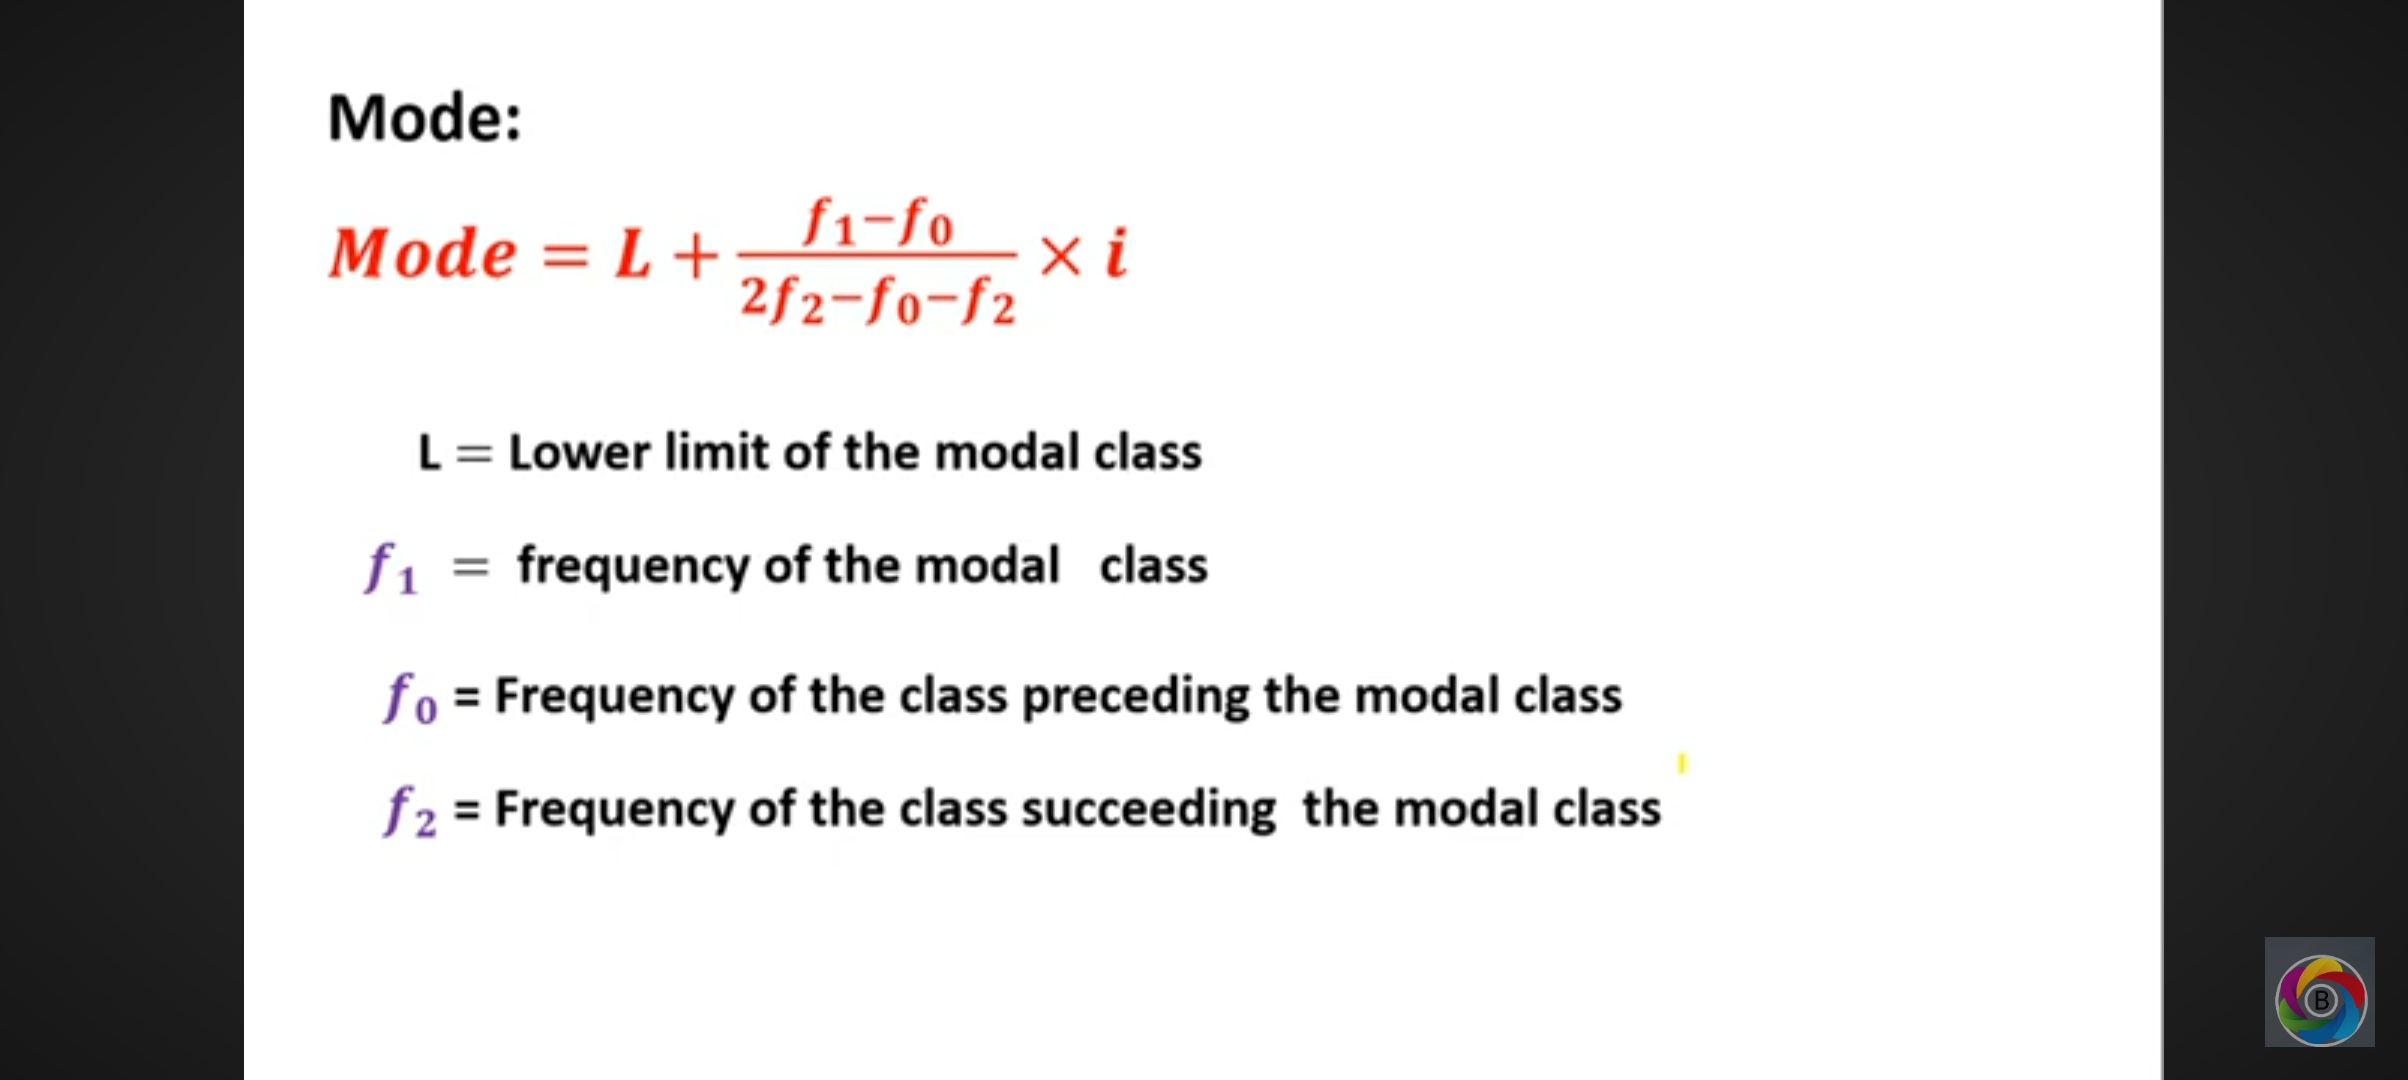 Mode:
Mode = L + \frac{f_1-f_0}{2f_2-f_0-f_2} × i
L = Lower limit of the modal class
f_1 = frequency of the modal class
f_0 = Frequency of the class preceding the modal class
f_2 = Frequency of the class succeeding the modal class
B